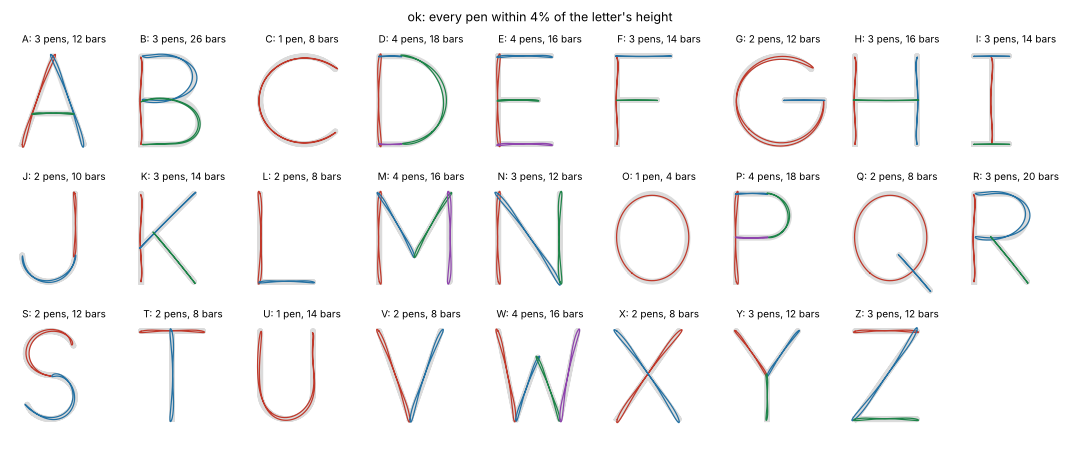 ok: every pen within 4% of the letter's height
A: 3 pens, 12 bars B: 3 pens, 26 bars C: 1 pen, 8 bars D: 4 pens, 18 bars E: 4 pens, 16 bars F: 3 pens, 14 bars G: 2 pens, 12 bars H: 3 pens, 16 bars I: 3 pens, 14 bars
A B C D E F G H I
J: 2 pens, 10 bars K: 3 pens, 14 bars L: 2 pens, 8 bars M: 4 pens, 16 bars N: 3 pens, 12 bars O: 1 pen, 4 bars P: 4 pens, 18 bars Q: 2 pens, 8 bars R: 3 pens, 20 bars
J K L M N O P Q R
S: 2 pens, 12 bars T: 2 pens, 8 bars U: 1 pen, 14 bars V: 2 pens, 8 bars W: 4 pens, 16 bars X: 2 pens, 8 bars Y: 3 pens, 12 bars Z: 3 pens, 12 bars
S T U V W X Y Z